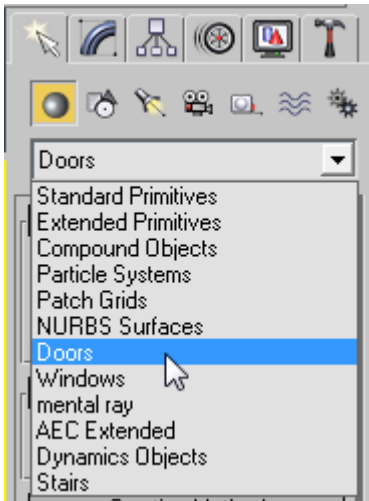 Doors
Standard Primitives
Extended Primitives
Compound Objects
Particle Systems
Patch Grids
NURBS Surfaces
Doors
Windows
mental ray
AEC Extended
Dynamics Objects
Stairs